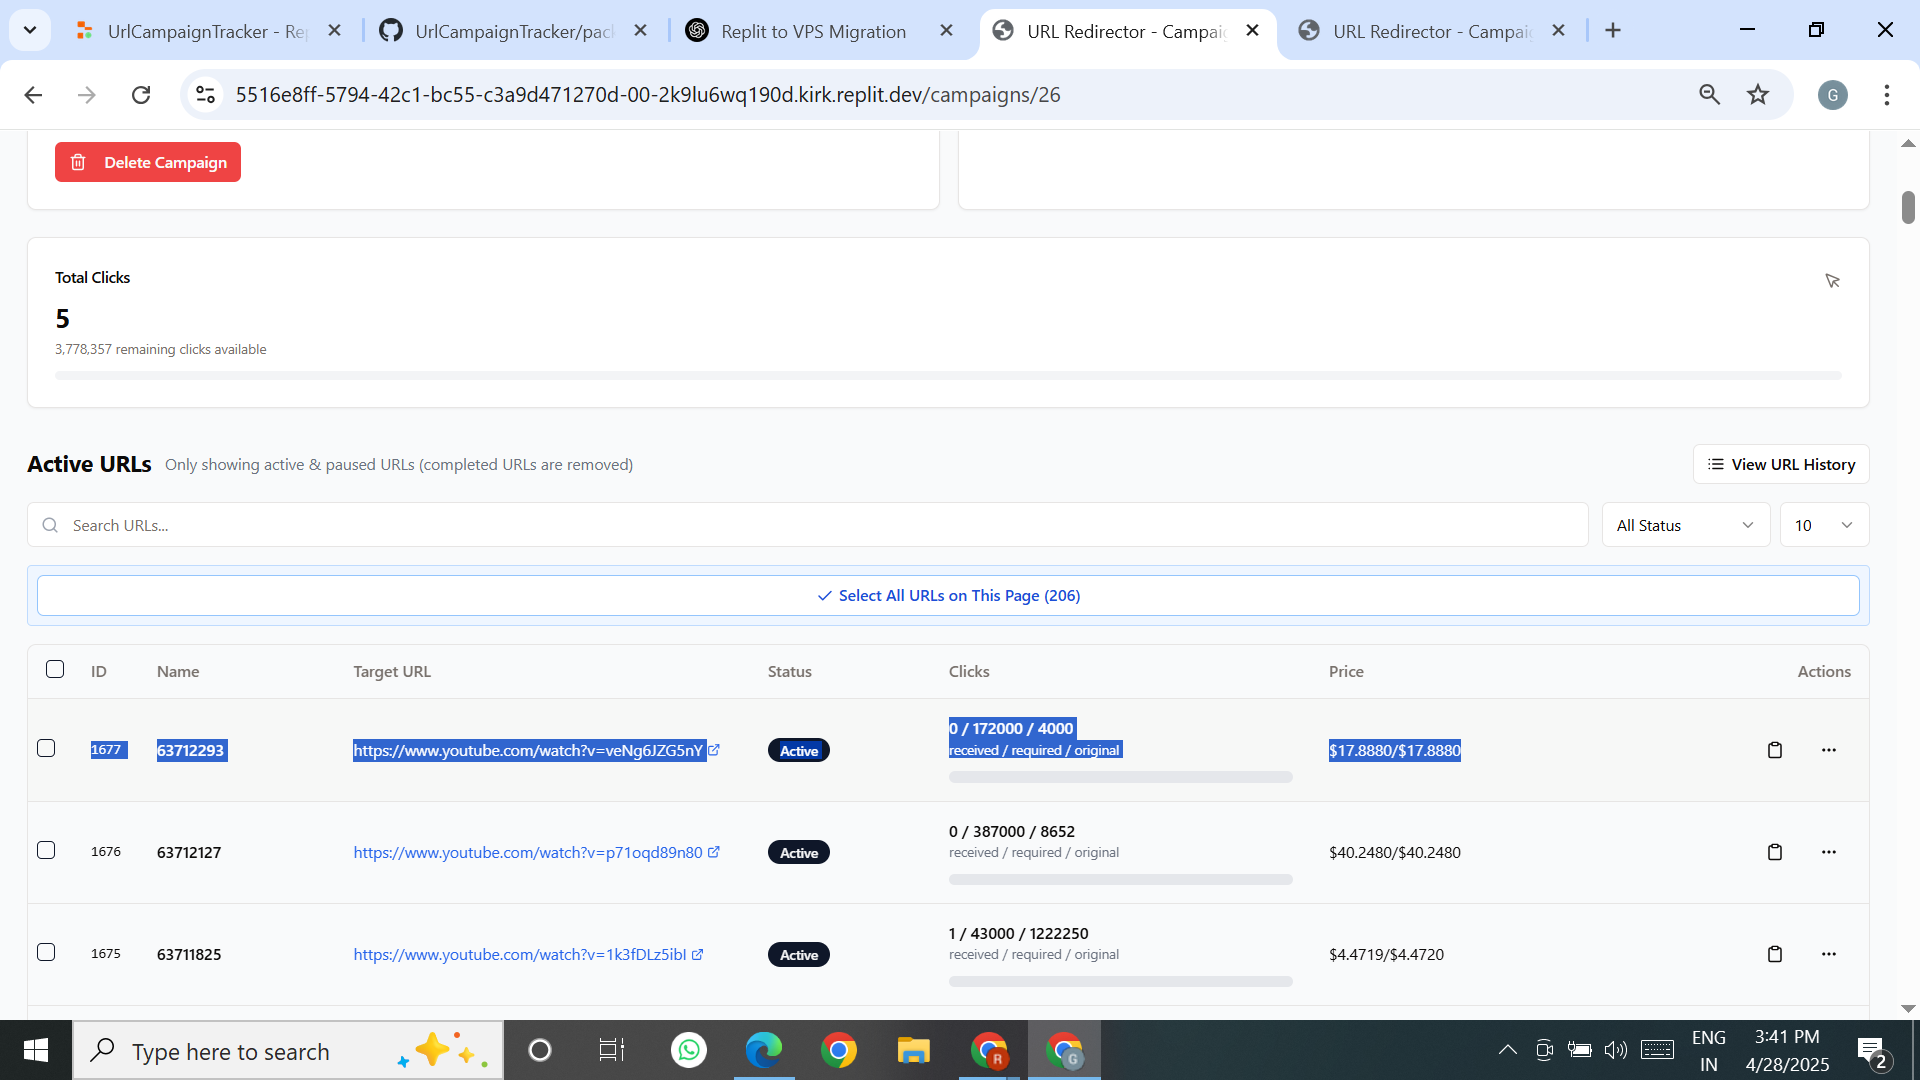 UrlCampaignTracker - Rep
UrlCampaignTracker/pack
Replit to VPS Migration
URL Redirector - Campaig
URL Redirector - Campaig
5516e8ff-5794-42c1-bc55-c3a9d471270d-00-2k9lu6wq190d.kirk.replit.dev/campaigns/26
G
Delete Campaign
Total Clicks
5
3,778,357 remaining clicks available
Active URLs Only showing active & paused URLs (completed URLs are removed)
View URL History
Search URLs...
All Status
10
Select All URLs on This Page (206)
ID Name Target URL Status Clicks Price Actions
1677 63712293 https://www.youtube.com/watch?v=veNg6JZG5nY Active 0 / 172000 / 4000 $17.8880/$17.8880
received / required / original
1676 63712127 https://www.youtube.com/watch?v=p71oqd89n80 Active 0 / 387000 / 8652 $40.2480/$40.2480
received / required / original
1675 63711825 https://www.youtube.com/watch?v=1k3fDLz5ibI Active 1 / 43000 / 1222250 $4.4719/$4.4720
received / required / original
Type here to search
R
G
ENG
IN
3:41 PM
4/28/2025
2